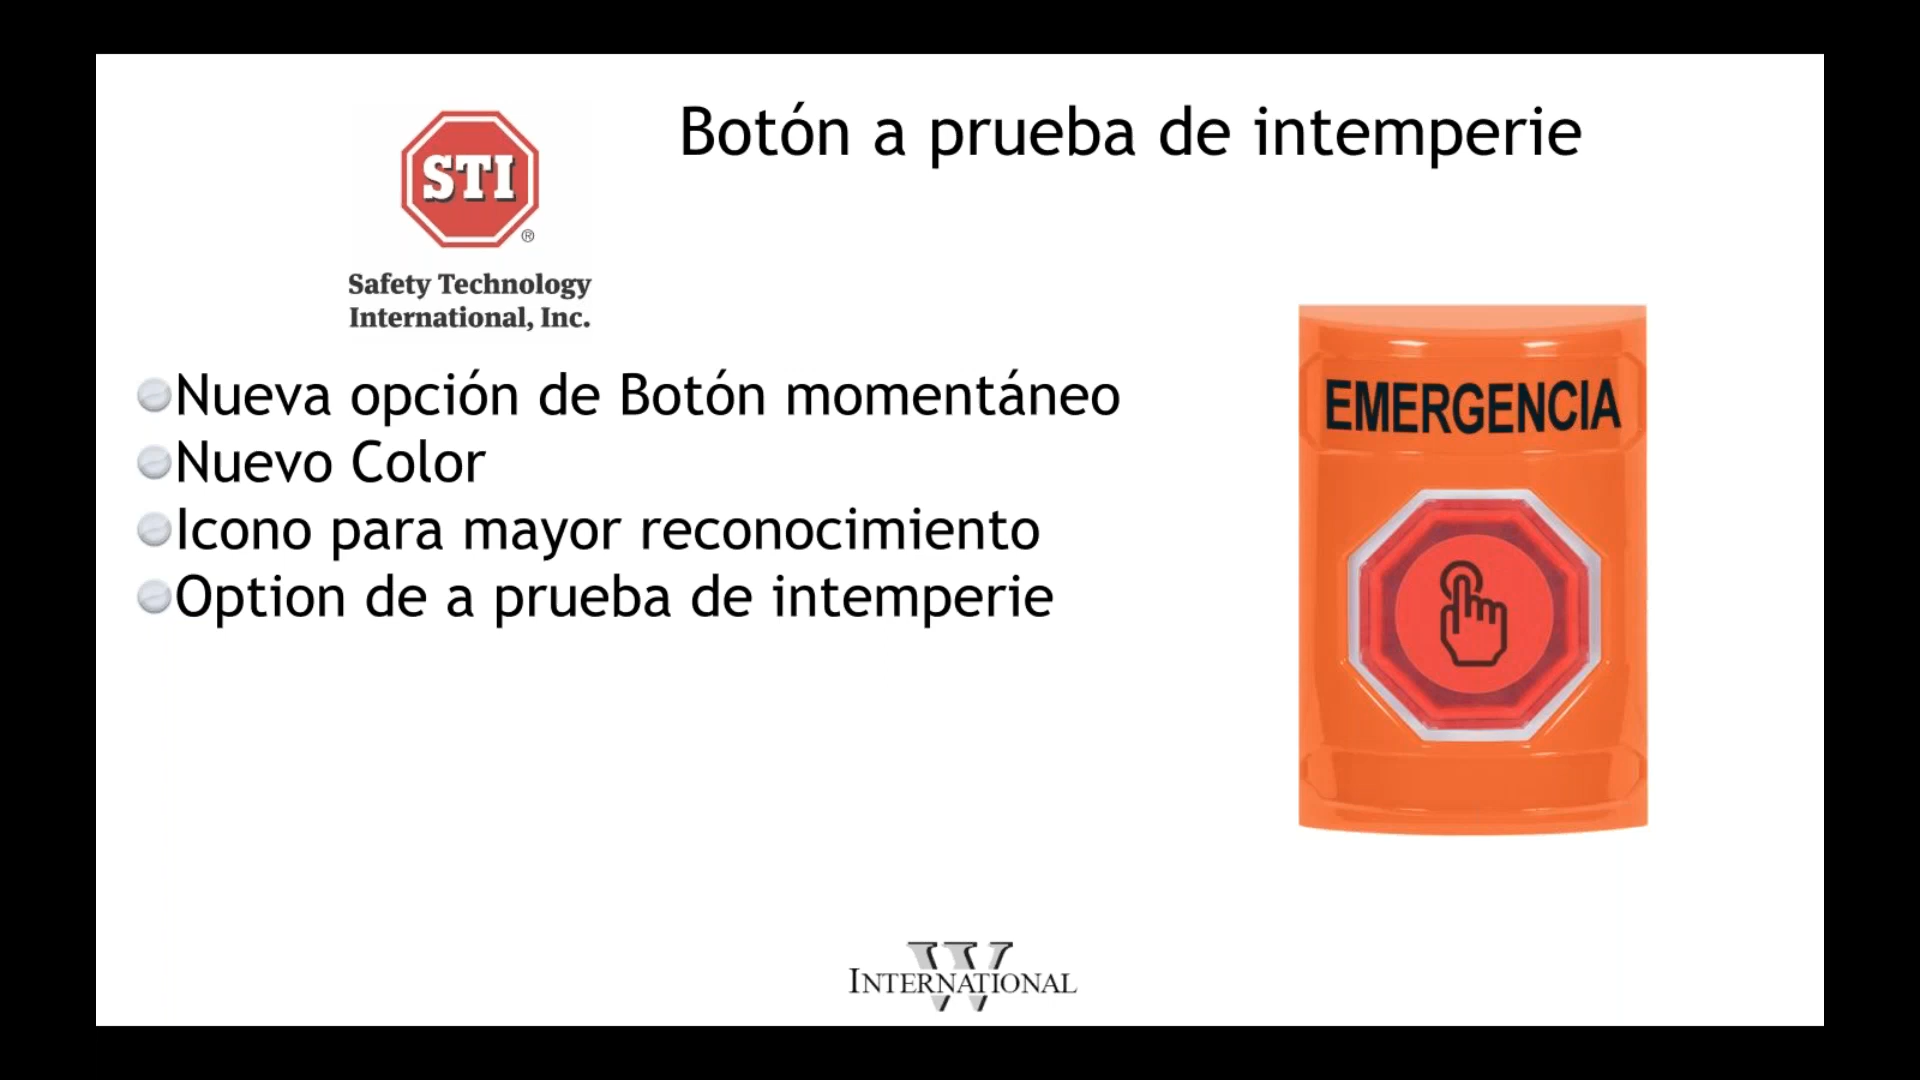 Botón a prueba de intemperie
STI
®
Safety Technology
International, Inc.
Nueva opción de Botón momentáneo
Nuevo Color
Icono para mayor reconocimiento
Option de a prueba de intemperie
EMERGENCIA
W
INTERNATIONAL